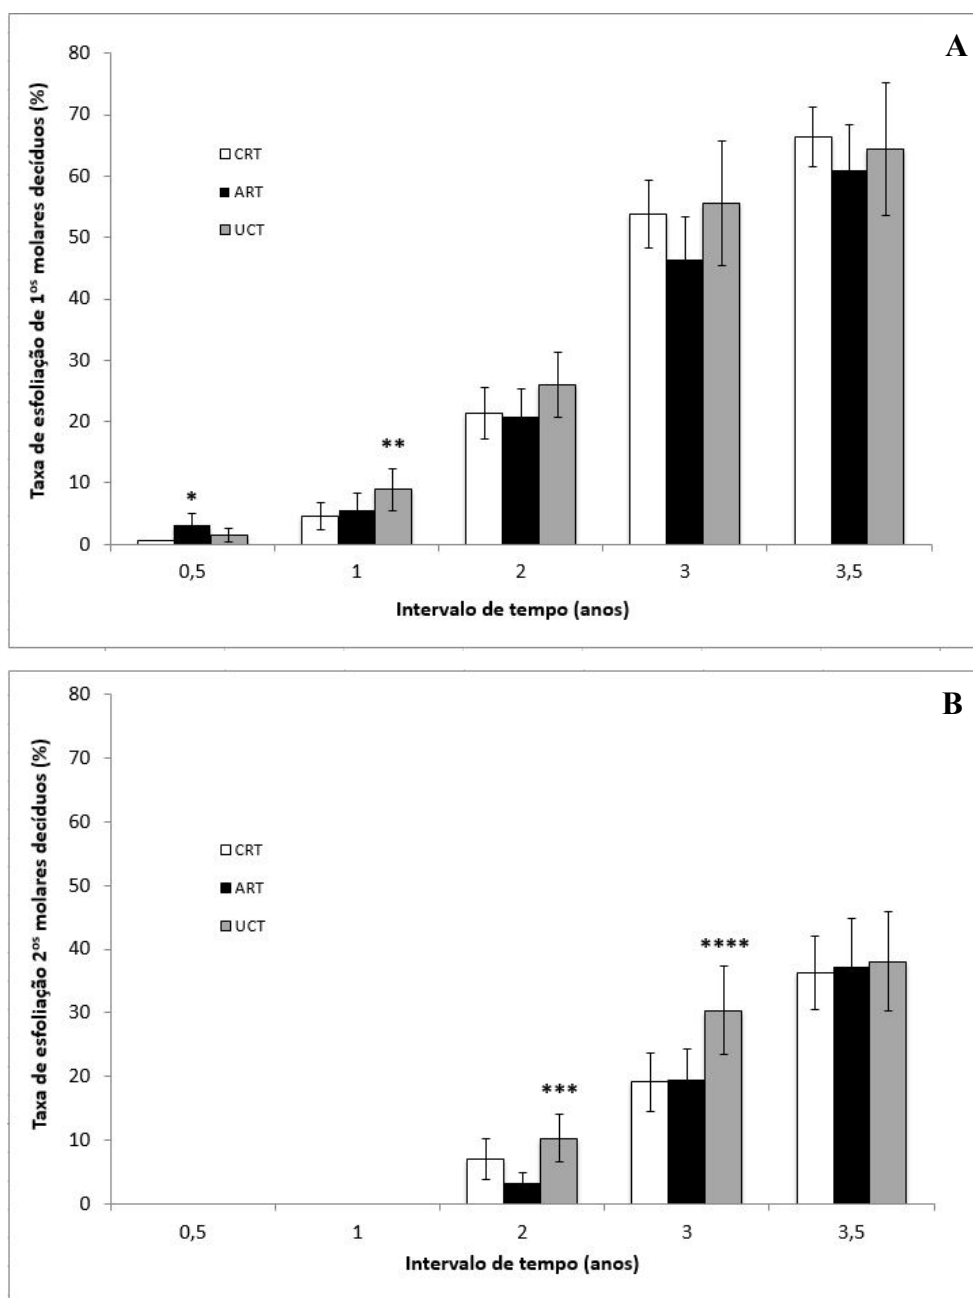 A
Taxa de esfoliação de 1ºs molares decíduos (%)
80
70
60
50
40
30
20
10
0
CRT
ART
UCT
*
**
0,5 1 2 3 3,5
Intervalo de tempo (anos)
B
Taxa de esfoliação 2ºs molares decíduos (%)
80
70
60
50
40
30
20
10
0
CRT
ART
UCT
***
****
0,5 1 2 3 3,5
Intervalo de tempo (anos)